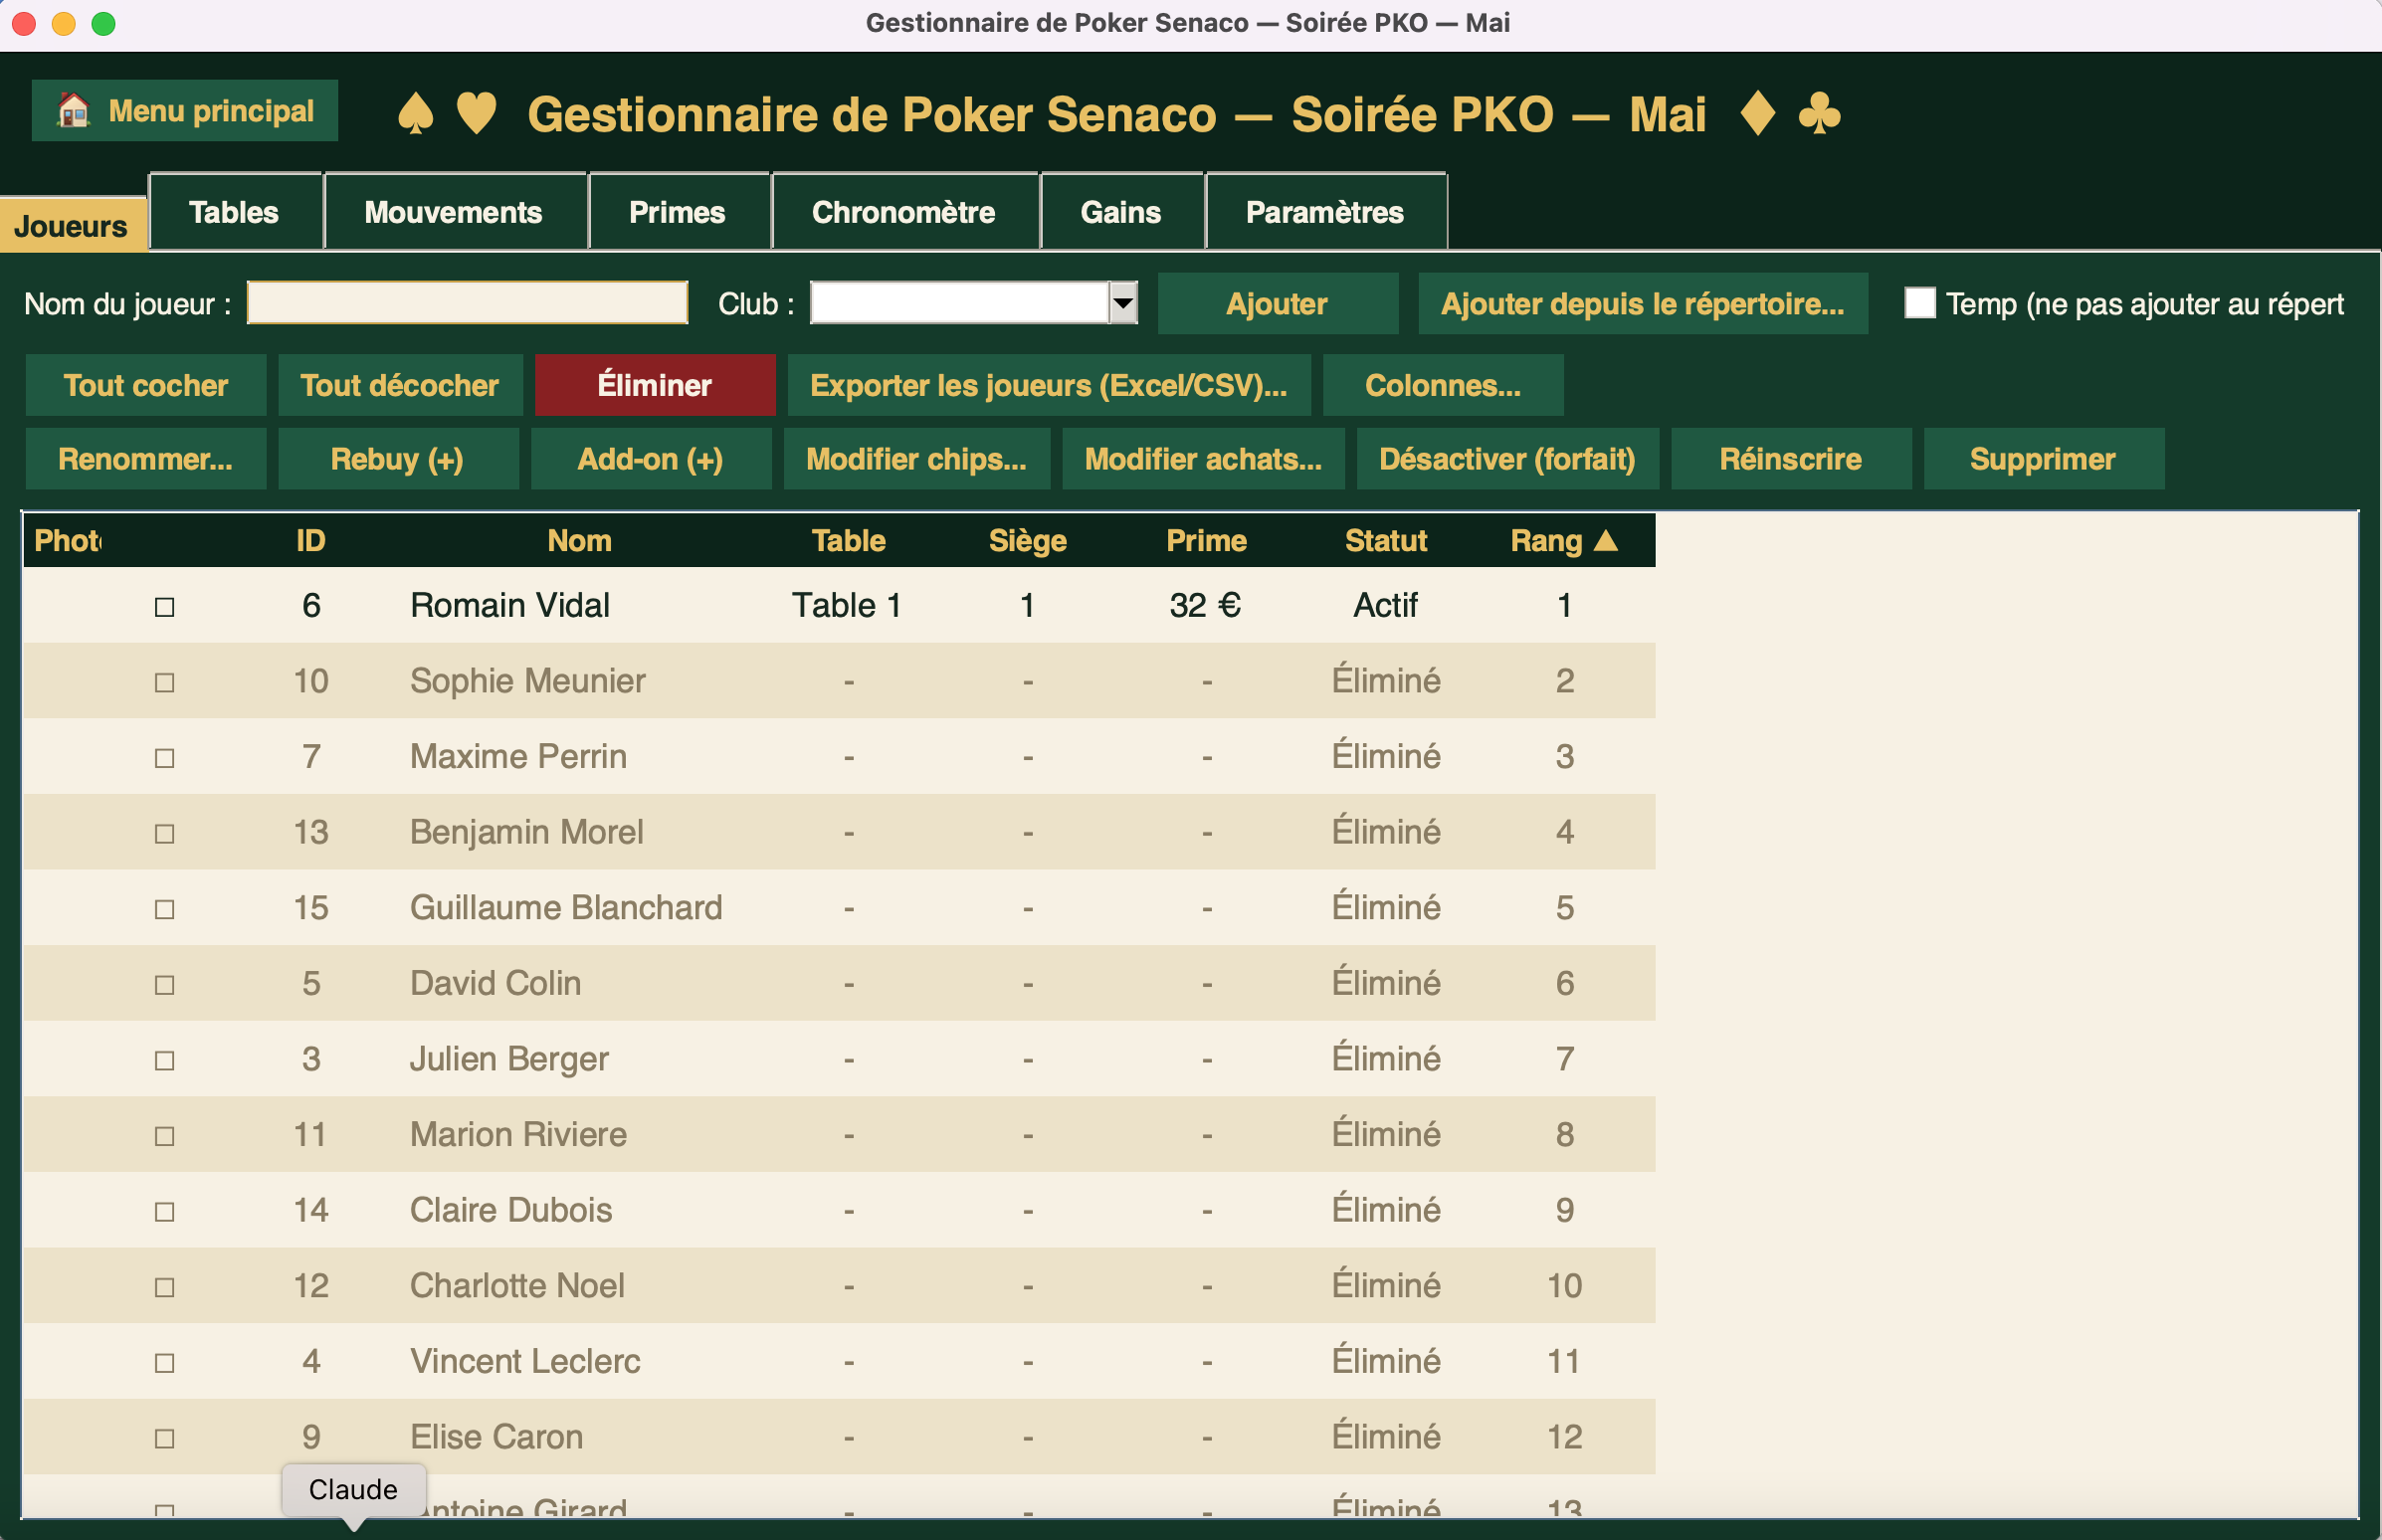 Gestionnaire de Poker Senaco — Soirée PKO — Mai
Menu principal
♠ ♥ Gestionnaire de Poker Senaco — Soirée PKO — Mai ♦ ♣
Joueurs Tables Mouvements Primes Chronomètre Gains Paramètres
Nom du joueur : Club : Ajouter Ajouter depuis le répertoire... Temp (ne pas ajouter au répert
Tout cocher Tout décocher Éliminer Exporter les joueurs (Excel/CSV)... Colonnes...
Renommer... Rebuy (+) Add-on (+) Modifier chips... Modifier achats... Désactiver (forfait) Réinscrire Supprimer
Phot ID Nom Table Siège Prime Statut Rang ▲
6 Romain Vidal Table 1 1 32 € Actif 1
10 Sophie Meunier - - - Éliminé 2
7 Maxime Perrin - - - Éliminé 3
13 Benjamin Morel - - - Éliminé 4
15 Guillaume Blanchard - - - Éliminé 5
5 David Colin - - - Éliminé 6
3 Julien Berger - - - Éliminé 7
11 Marion Riviere - - - Éliminé 8
14 Claire Dubois - - - Éliminé 9
12 Charlotte Noel - - - Éliminé 10
4 Vincent Leclerc - - - Éliminé 11
9 Elise Caron - - - Éliminé 12
Claude
Antoine Girard - - - Éliminé 13